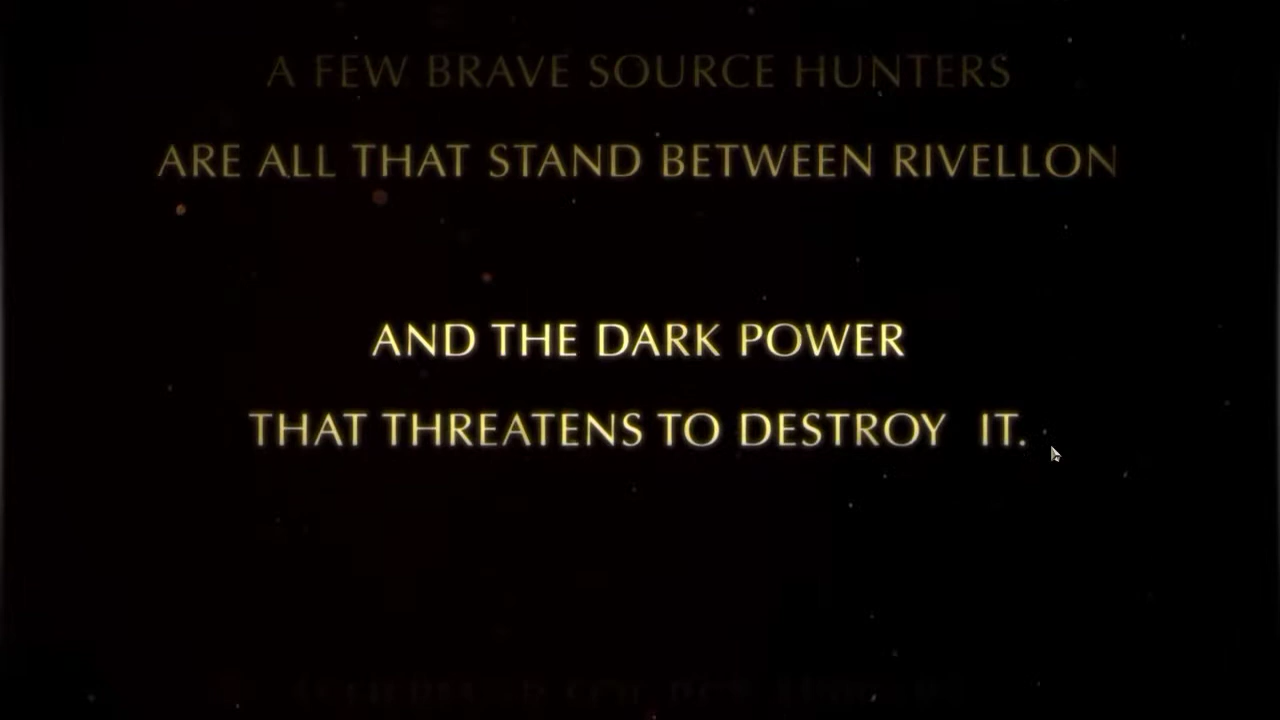 A FEW BRAVE SOURCE HUNTERS
ARE ALL THAT STAND BETWEEN RIVELLON
AND THE DARK POWER
THAT THREATENS TO DESTROY IT.